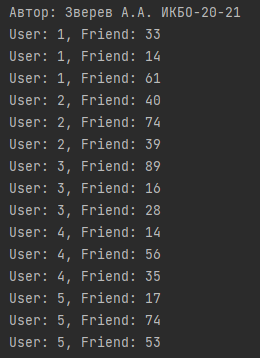 Автор: Зверев А.А. ИКБО-20-21
User: 1, Friend: 33
User: 1, Friend: 14
User: 1, Friend: 61
User: 2, Friend: 40
User: 2, Friend: 74
User: 2, Friend: 39
User: 3, Friend: 89
User: 3, Friend: 16
User: 3, Friend: 28
User: 4, Friend: 14
User: 4, Friend: 56
User: 4, Friend: 35
User: 5, Friend: 17
User: 5, Friend: 74
User: 5, Friend: 53